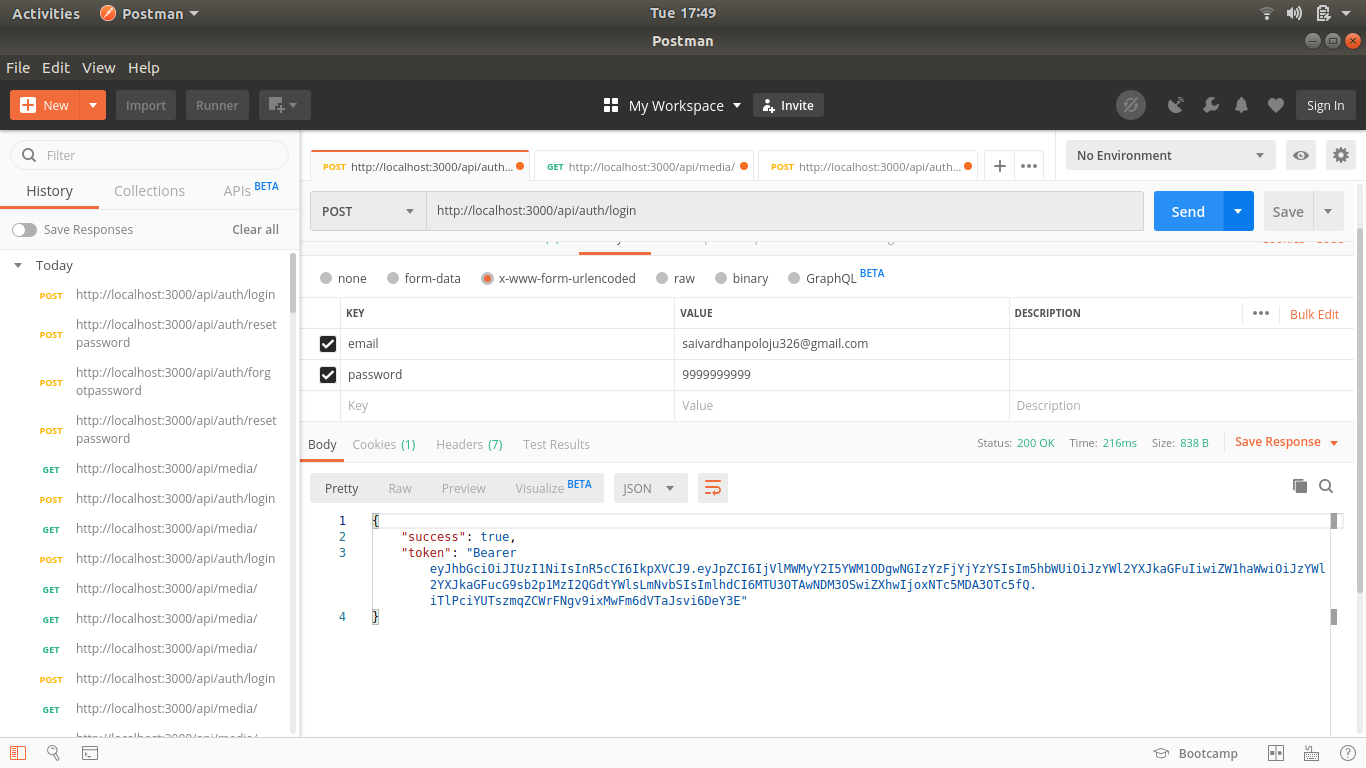 Activities Postman Tue 17:49
Postman
File Edit View Help
New Import Runner My Workspace Invite Sign In
Filter
History Collections APIs BETA
Save Responses Clear all
Today
POST http://localhost:3000/api/auth/login
POST http://localhost:3000/api/auth/reset
password
POST http://localhost:3000/api/auth/forg
otpassword
POST http://localhost:3000/api/auth/reset
password
GET http://localhost:3000/api/media/
POST http://localhost:3000/api/auth/login
GET http://localhost:3000/api/media/
POST http://localhost:3000/api/auth/login
GET http://localhost:3000/api/media/
GET http://localhost:3000/api/media/
GET http://localhost:3000/api/media/
POST http://localhost:3000/api/auth/login
GET http://localhost:3000/api/media/
POST http://localhost:3000/api/auth... GET http://localhost:3000/api/media/ POST http://localhost:3000/api/auth... No Environment
POST http://localhost:3000/api/auth/login Send Save
none form-data x-www-form-urlencoded raw binary GraphQL BETA
KEY VALUE DESCRIPTION Bulk Edit
email saivardhanpoloju326@gmail.com
password 9999999999
Key Value Description
Body Cookies (1) Headers (7) Test Results Status: 200 OK Time: 216ms Size: 838 B Save Response
Pretty Raw Preview Visualize BETA JSON
1 {
2 "success": true,
3 "token": "Bearer
eyJhbGciOiJIUzI1NiIsInR5cCI6IkpXVCJ9.eyJpZCI6IjVlMWMyY2I5YWM1ODgwNGIzYzFjYjYzYSIsIm5hbWUiOiJzYWl2YXJkaGFuIiwiZW1haWwiOiJzYWl
2YXJkaGFucG9sb2p1MzI2QGdtYWlsLmNvbSIsImlhdCI6MTU3OTAwNDM3OSwiZXhwIjoxNTc5MDA3OTc5fQ.
iTlPciYUTszmqZCWrFNgv9ixMwFm6dVTaJsvi6DeY3E"
4 }
Bootcamp